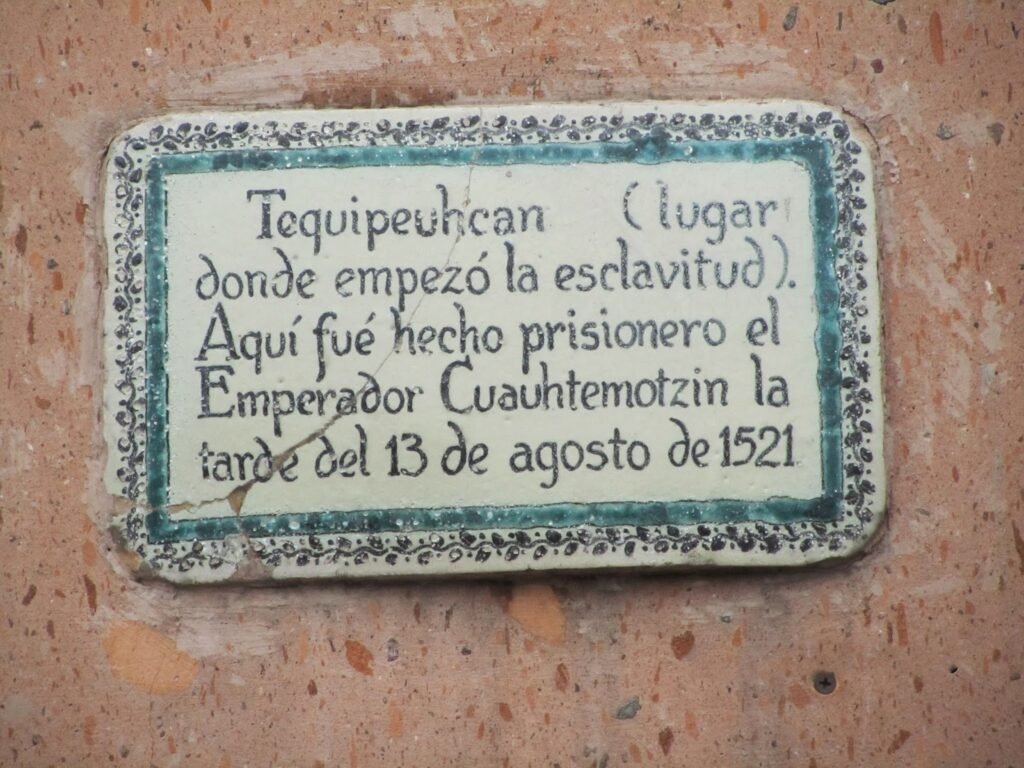 Tequipeuhcan (lugar
donde empezó la esclavitud).
Aquí fué hecho prisionero el
Emperador Cuauhtemotzin la
tarde del 13 de agosto de 1521